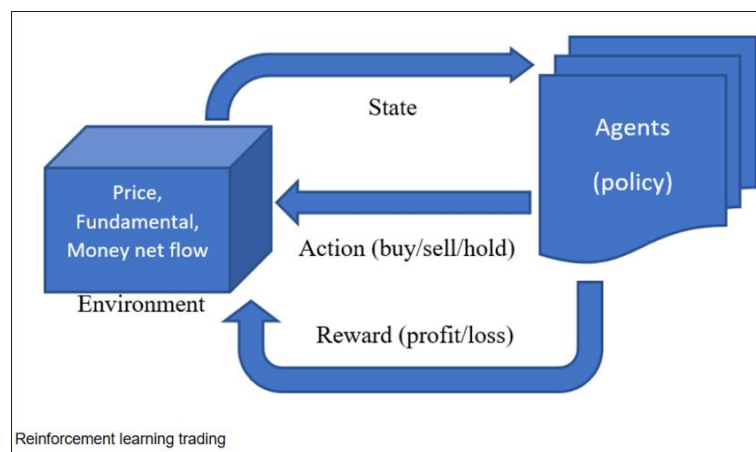 State
Agents
(policy)
Price,
Fundamental,
Money net flow
Action (buy/sell/hold)
Environment
Reward (profit/loss)
Reinforcement learning trading